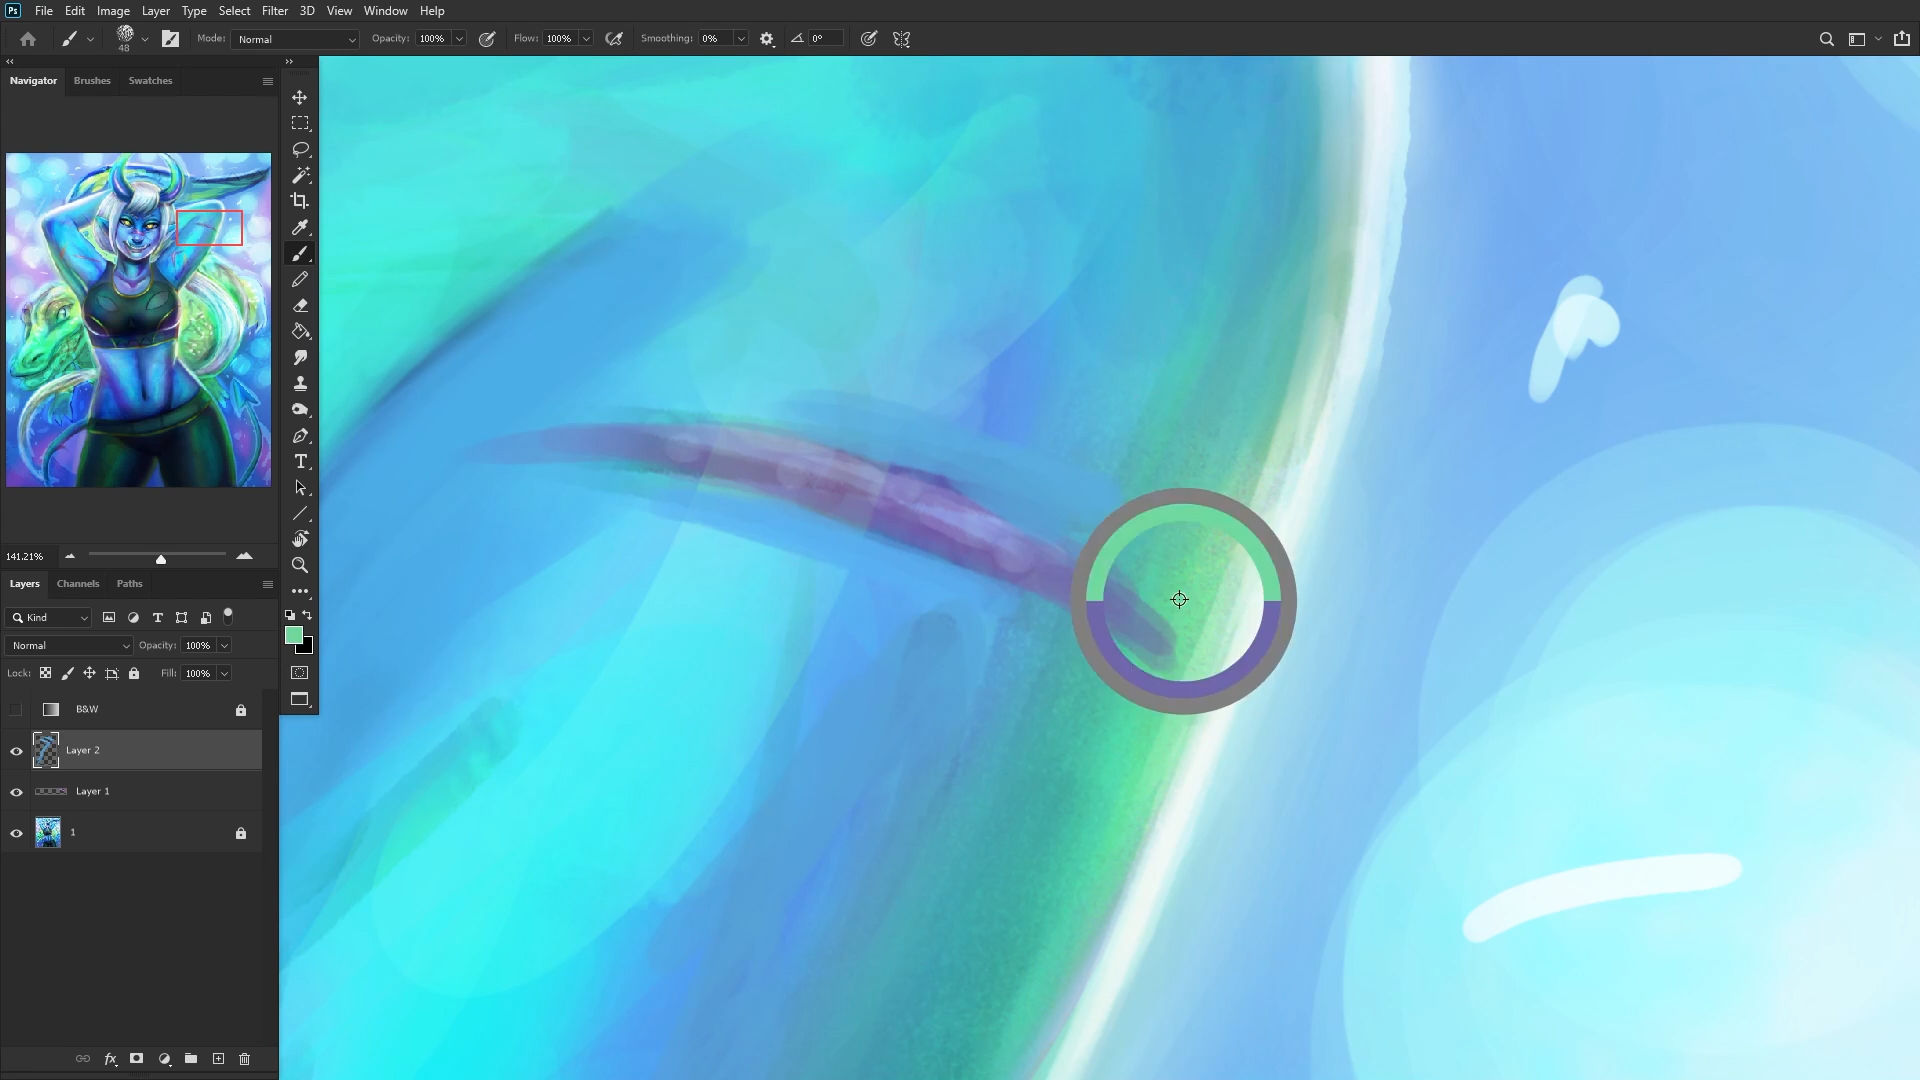 Ps File Edit Image Layer Type Select Filter 3D View Window Help
48 Mode: Normal Opacity: 100% Flow: 100% Smoothing: 0% 0°
Navigator Brushes Swatches
141.21%
Layers Channels Paths
Kind
Normal Opacity: 100%
Lock: Fill: 100%
B&W
Layer 2
Layer 1
1
fx